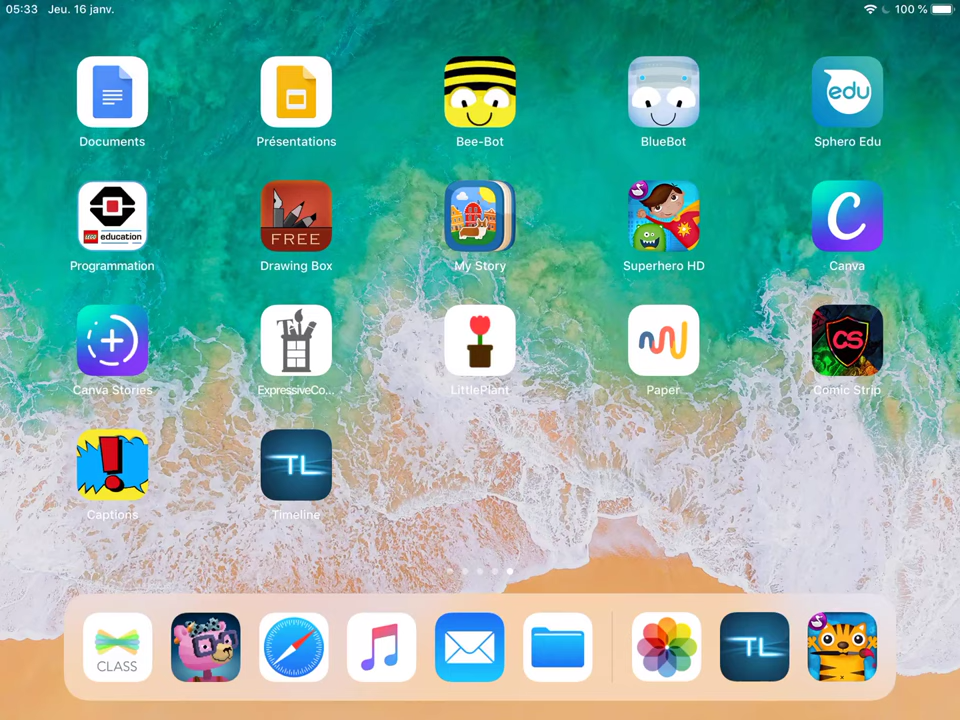 05:33 Jeu. 16 janv. 100 %
edu
Documents Présentations Bee-Bot BlueBot Sphero Edu
LEGO education
FREE
C
Programmation Drawing Box My Story Superhero HD Canva
CS
Canva Stories ExpressiveCo... LittlePlant Paper Comic Strip
!
TL
Captions Timeline
CLASS
TL